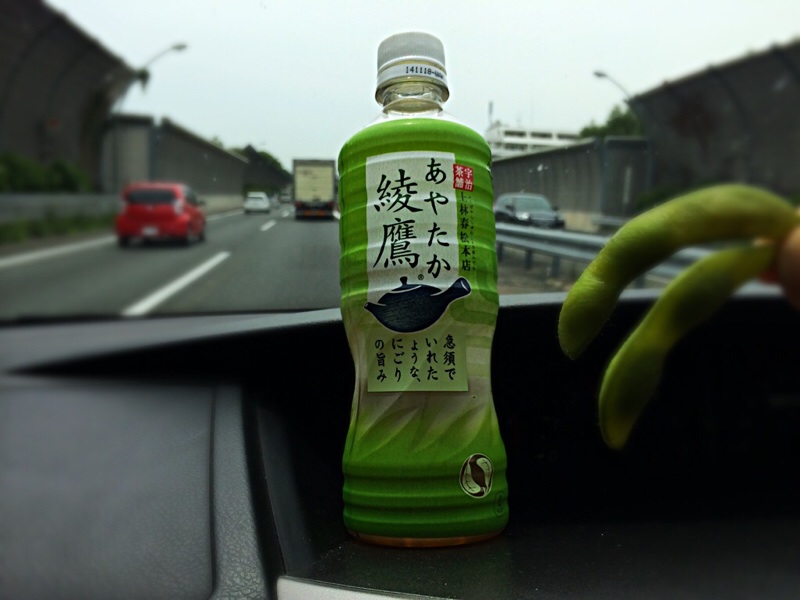 141118
宇治
茶舗
上林春松本店
あやたか
綾鷹
®
急須で
いれた
ような、
にごり
の旨み